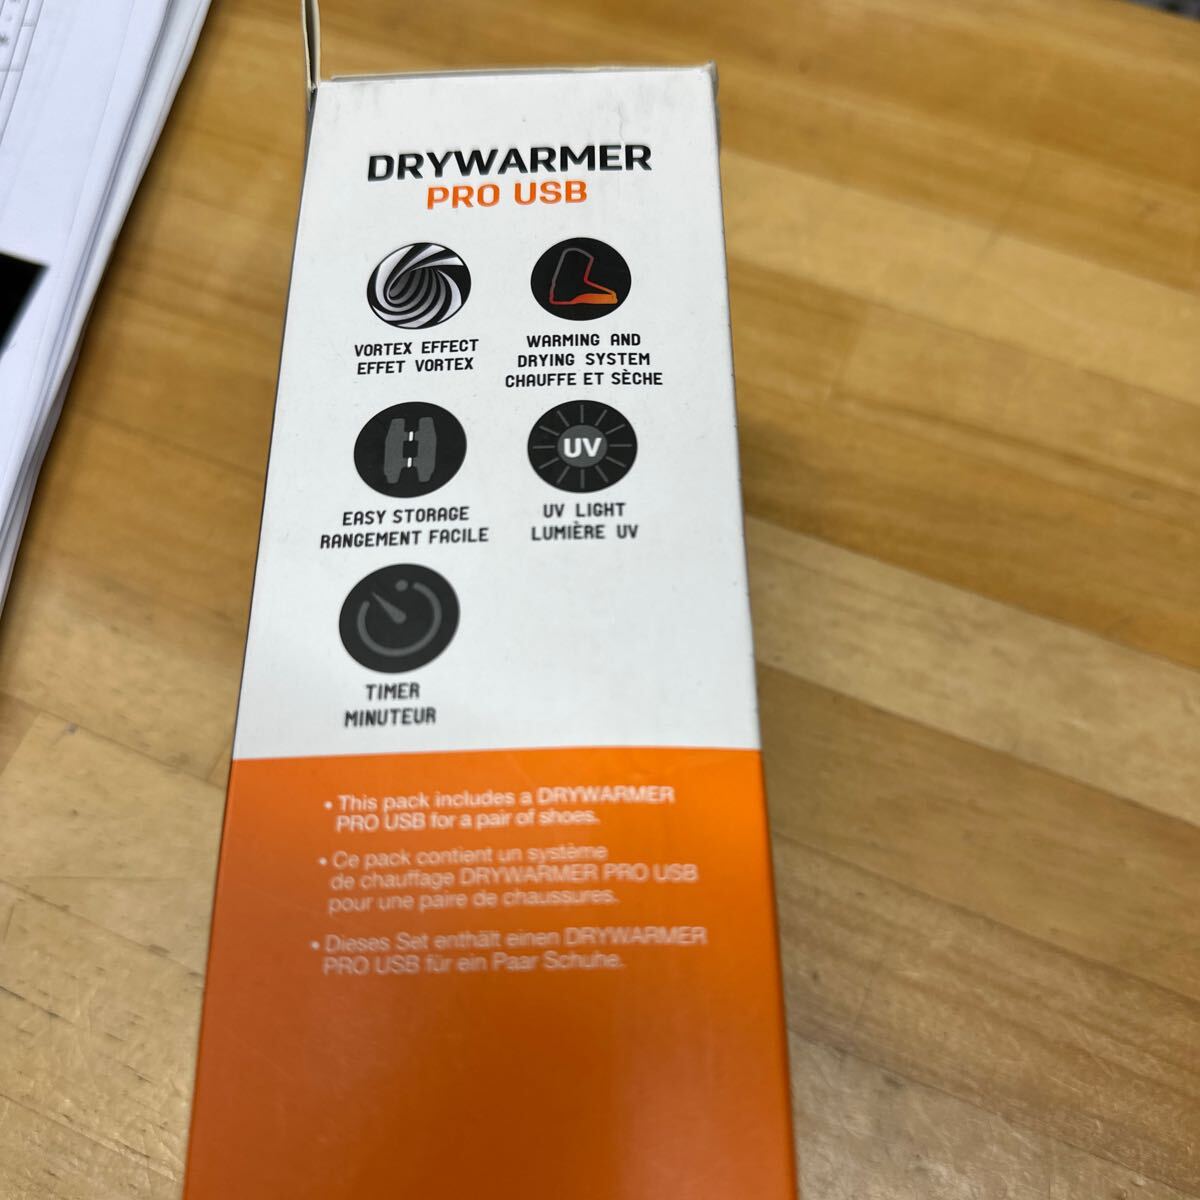 DRYWARMER
PRO USB
VORTEX EFFECT
EFFET VORTEX
WARMING AND
DRYING SYSTEM
CHAUFFE ET SÈCHE
EASY STORAGE
RANGEMENT FACILE
UV
UV LIGHT
LUMIÈRE UV
TIMER
MINUTEUR
• This pack includes a DRYWARMER
PRO USB for a pair of shoes.
• Ce pack contient un système
de chauffage DRYWARMER PRO USB
pour une paire de chaussures.
• Dieses Set enthält einen DRYWARMER
PRO USB für ein Paar Schuhe.